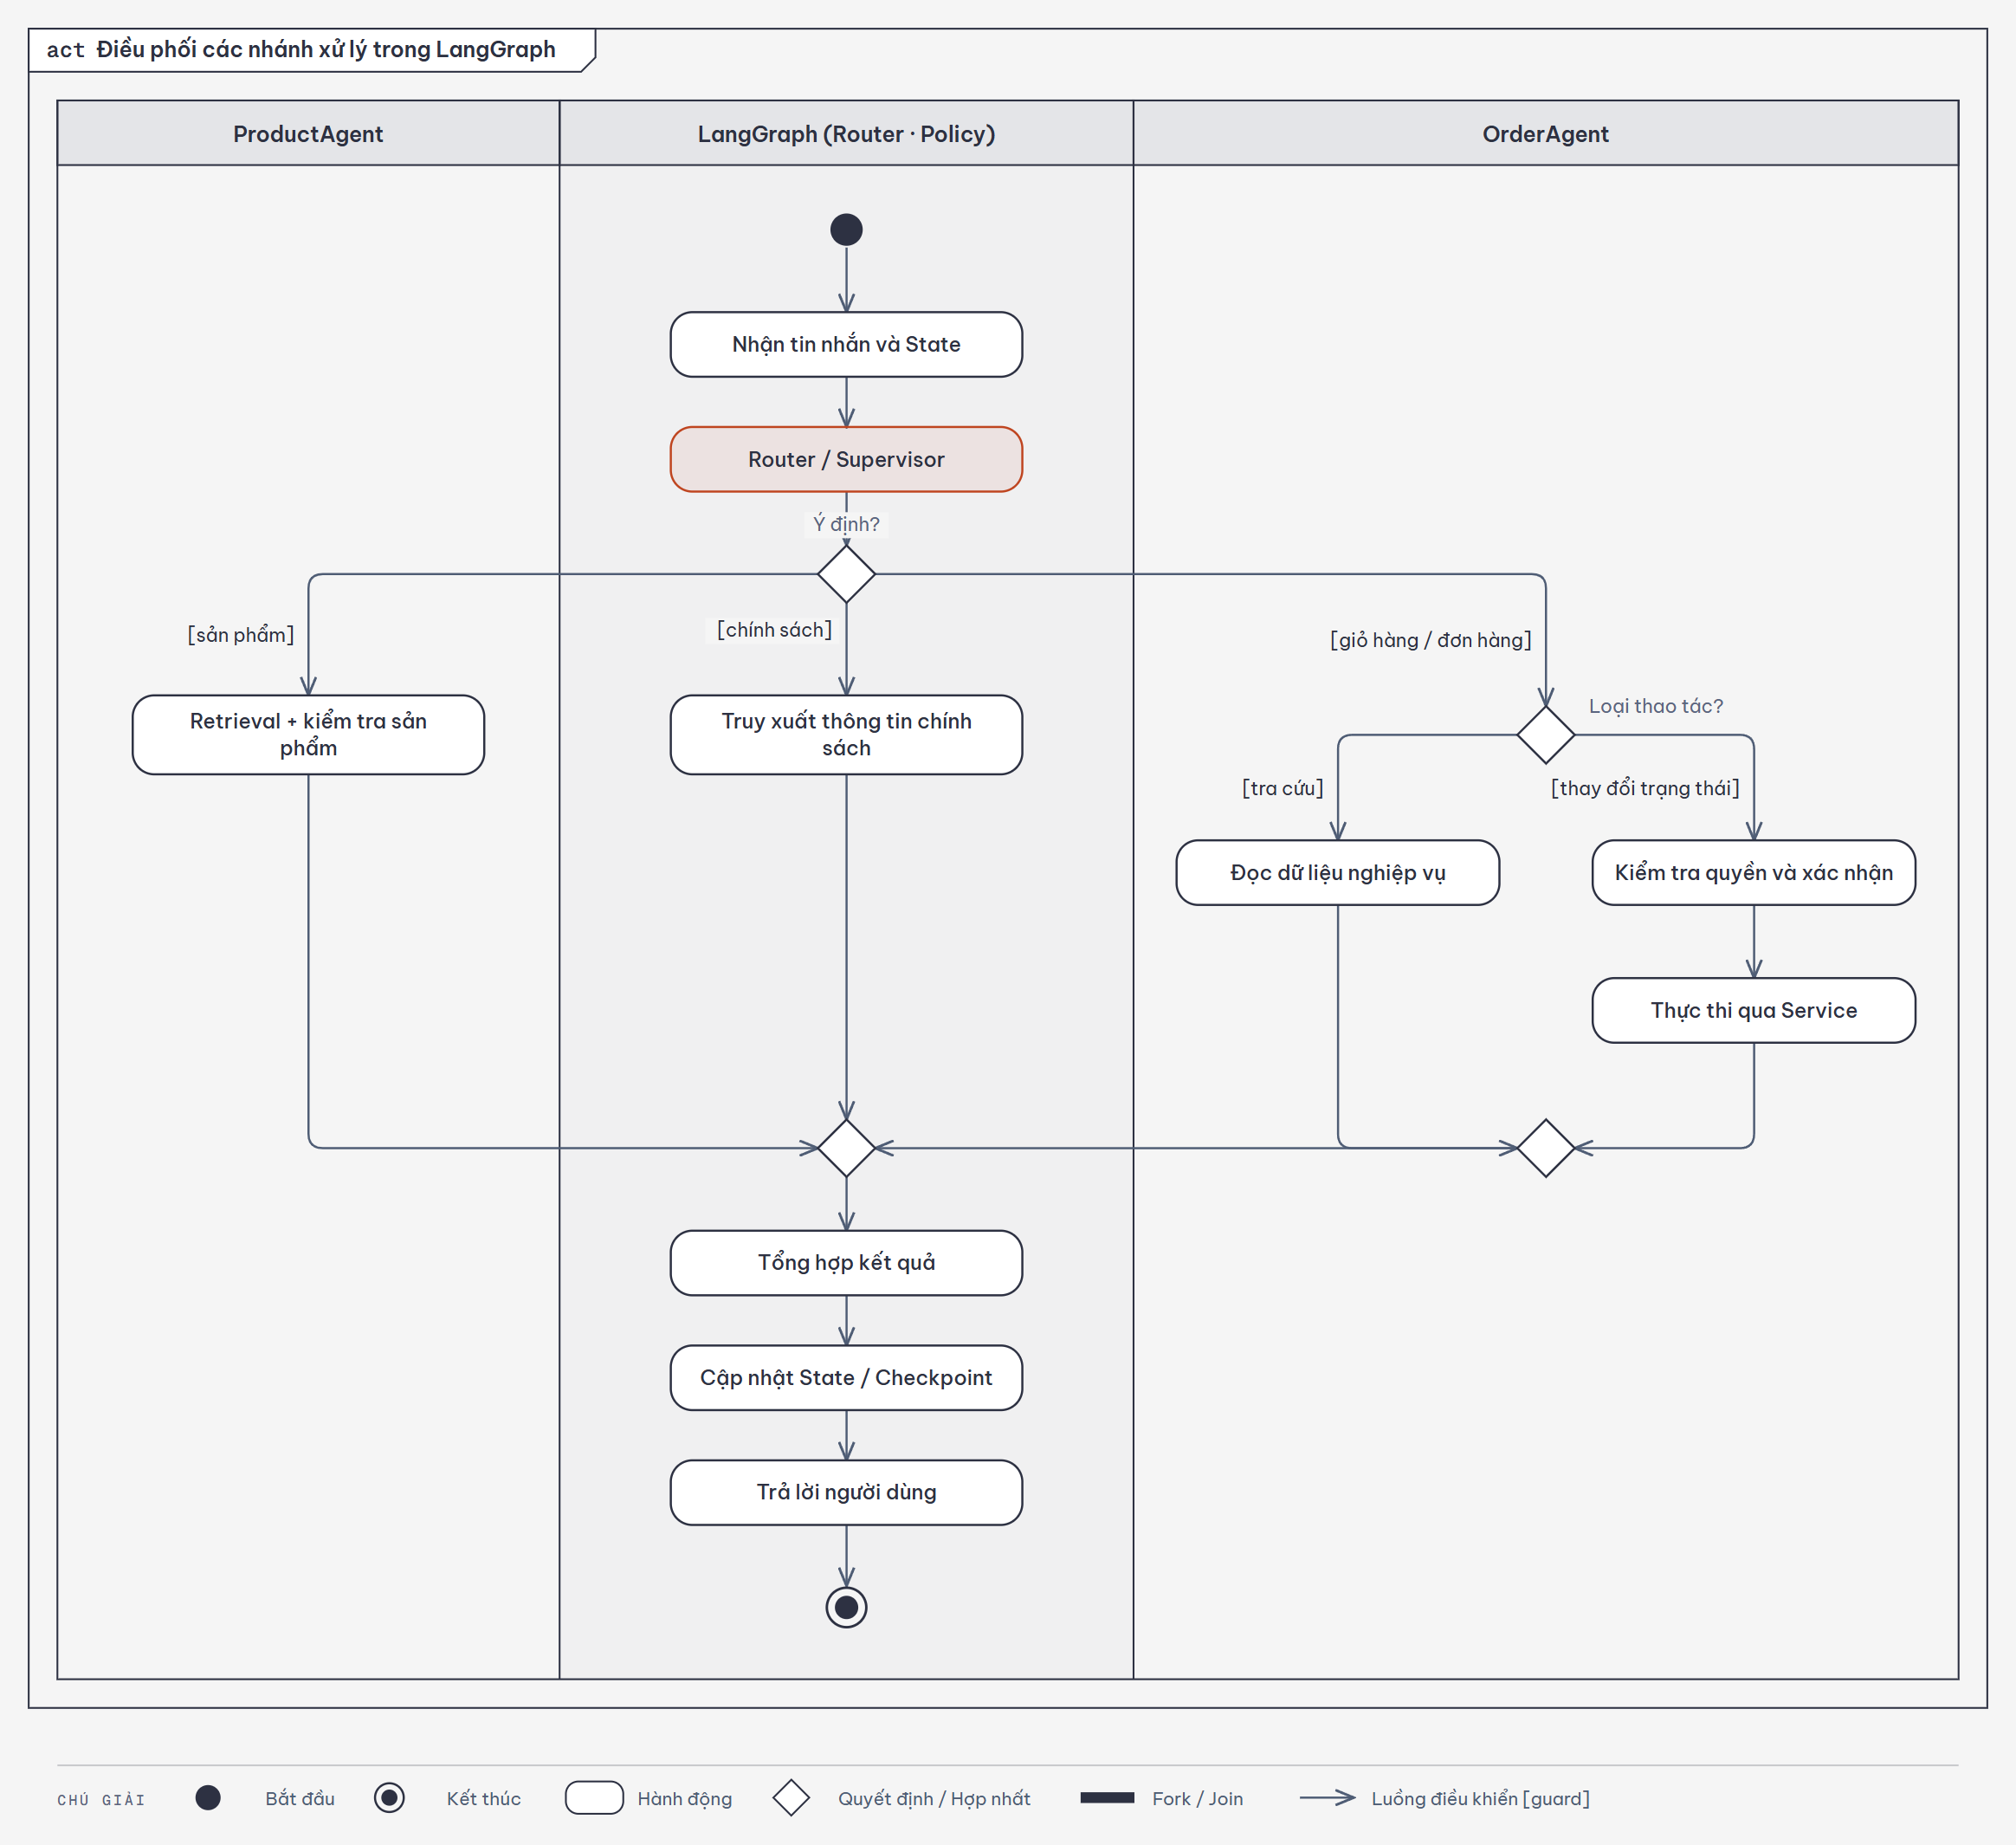 act Điều phối các nhánh xử lý trong LangGraph
ProductAgent
LangGraph (Router · Policy)
OrderAgent
Nhận tin nhắn và State
Router / Supervisor
Ý định?
[sản phẩm]
[chính sách]
[giỏ hàng / đơn hàng]
Loại thao tác?
Retrieval + kiểm tra sản
phẩm
Truy xuất thông tin chính
sách
[tra cứu]
[thay đổi trạng thái]
Đọc dữ liệu nghiệp vụ
Kiểm tra quyền và xác nhận
Thực thi qua Service
Tổng hợp kết quả
Cập nhật State / Checkpoint
Trả lời người dùng
CHÚ GIẢI
Bắt đầu
Kết thúc
Hành động
Quyết định / Hợp nhất
Fork / Join
Luồng điều khiển [guard]